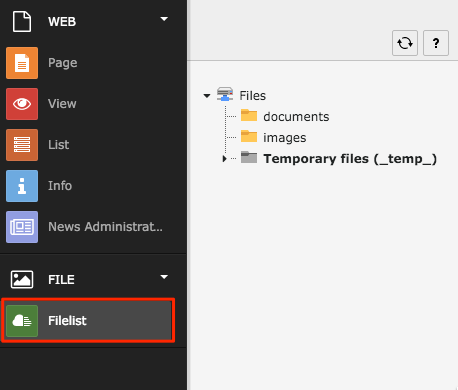 WEB
Page
View
List
Info
News Administrat...
FILE
Filelist
?
Files
documents
images
Temporary files (_temp_)